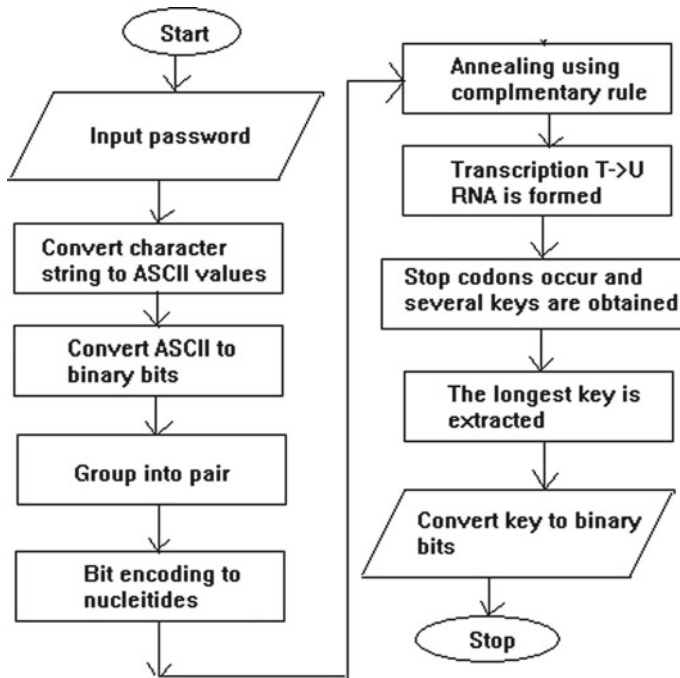 Start
Input password
Convert character
string to ASCII values
Convert ASCII to
binary bits
Group into pair
Bit encoding to
nucleitides
Annealing using
complmentary rule
Transcription T->U
RNA is formed
Stop codons occur and
several keys are obtained
The longest key is
extracted
Convert key to binary
bits
Stop